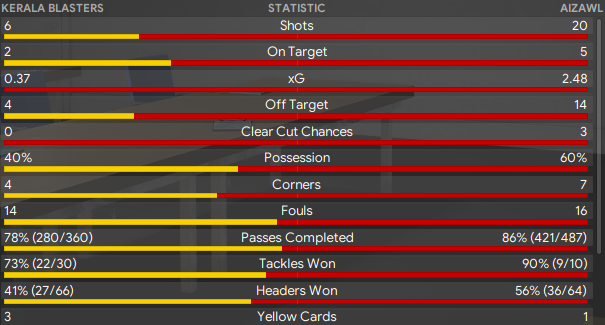 KERALA BLASTERS STATISTIC AIZAWL
6 Shots 20
2 On Target 5
0.37 xG 2.48
4 Off Target 14
0 Clear Cut Chances 3
40% Possession 60%
4 Corners 7
14 Fouls 16
78% (280/360) Passes Completed 86% (421/487)
73% (22/30) Tackles Won 90% (9/10)
41% (27/66) Headers Won 56% (36/64)
3 Yellow Cards 1